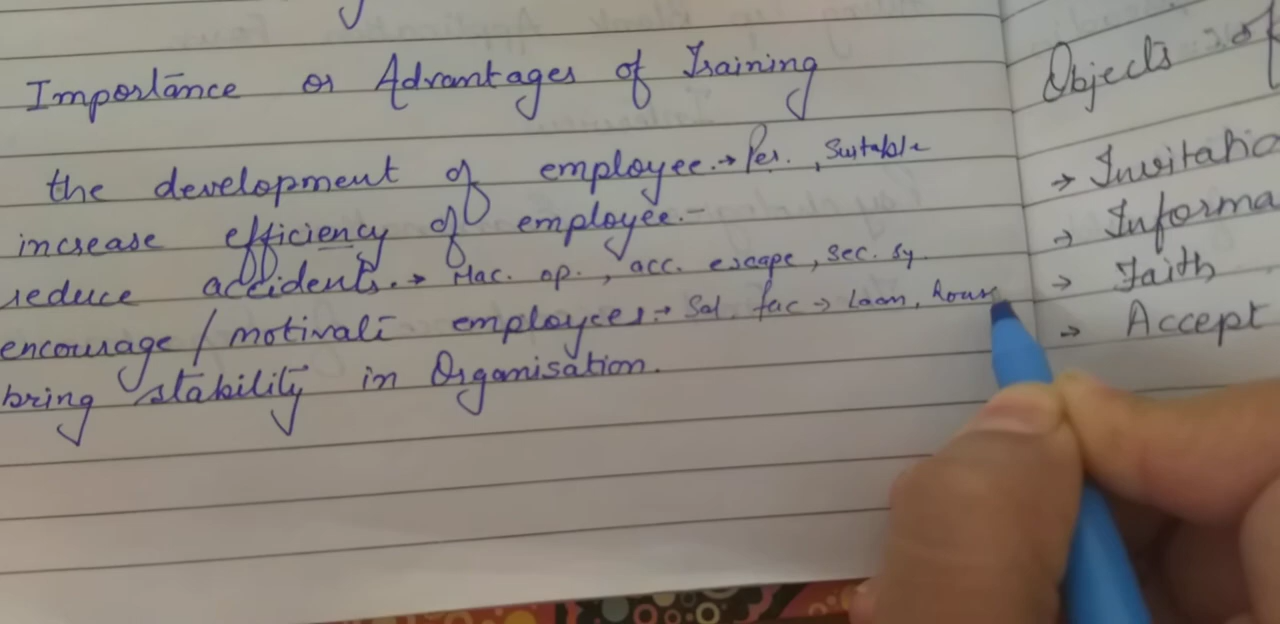 Importance or Advantages of Training
the development of employee. → Per. , Suitable
increase efficiency of employee. –
reduce accidents. → Mac. op. , acc. escape , sec. sy.
encourage / motivate employees :→ Sal. fac → loan, hous
bring stability in Organisation.
Objects of
→ Invitatio
→ Informa
→ Faith
→ Accept